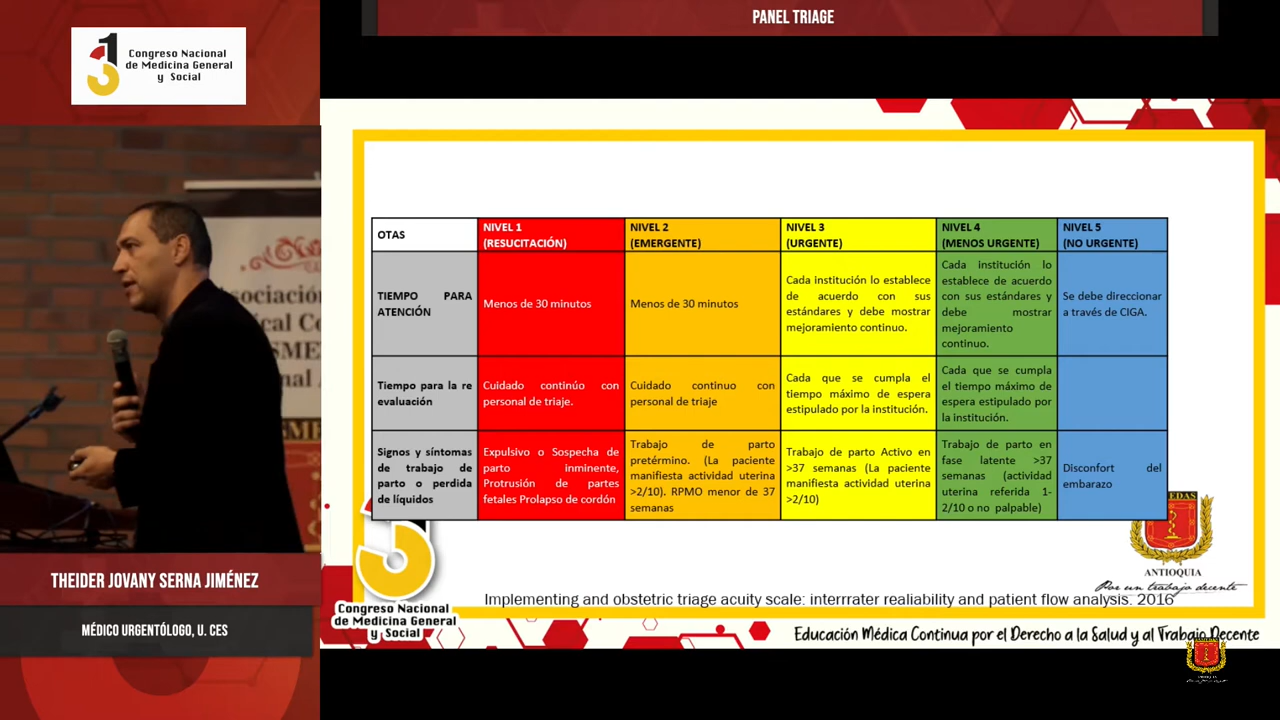 PANEL TRIAGE
Congreso Nacional
de Medicina General
y Social
OTAS
NIVEL 1
(RESUCITACIÓN)
NIVEL 2
(EMERGENTE)
NIVEL 3
(URGENTE)
NIVEL 4
(MENOS URGENTE)
NIVEL 5
(NO URGENTE)
TIEMPO PARA
ATENCIÓN
Menos de 30 minutos
Menos de 30 minutos
Cada institución lo establece
de acuerdo con sus
estándares y debe mostrar
mejoramiento continuo.
Cada institución lo
establece de acuerdo
con sus estándares y
debe mostrar
mejoramiento
continuo.
Se debe direccionar
a través de CIGA.
Tiempo para la re
evaluación
Cuidado continúo con
personal de triaje.
Cuidado continuo con
personal de triaje
Cada que se cumpla el
tiempo máximo de espera
estipulado por la institución.
Cada que se cumpla
el tiempo máximo de
espera estipulado por
la institución.
Signos y síntomas
de trabajo de
parto o perdida
de líquidos
Expulsivo o Sospecha de
parto inminente,
Protrusión de partes
fetales Prolapso de cordón
Trabajo de parto
pretérmino. (La paciente
manifiesta actividad uterina
>2/10). RPMO menor de 37
semanas
Trabajo de parto Activo en
>37 semanas (La paciente
manifiesta actividad uterina
>2/10)
Trabajo de parto en
fase latente >37
semanas (actividad
uterina referida 1-
2/10 o no palpable)
Disconfort del
embarazo
ANTIOQUIA
Por un trabajo decente
Implementing and obstetric triage acuity scale: interrrater realiability and patient flow analysis. 2016
Congreso Nacional
de Medicina General
y Social
Educación Médica Continua por el Derecho a la Salud y al Trabajo Decente
THEIDER JOVANY SERNA JIMÉNEZ
MÉDICO URGENTÓLOGO, U. CES